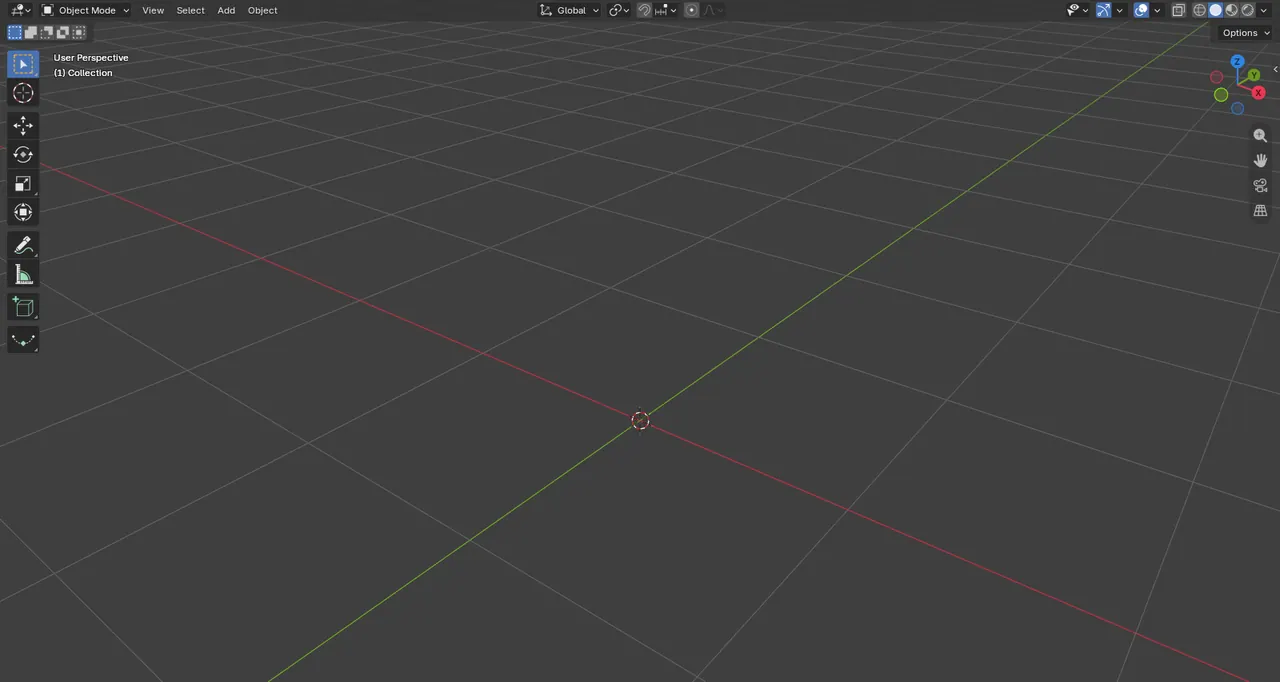 Object Mode View Select Add Object Global
Options
User Perspective
(1) Collection
Z
Y
X